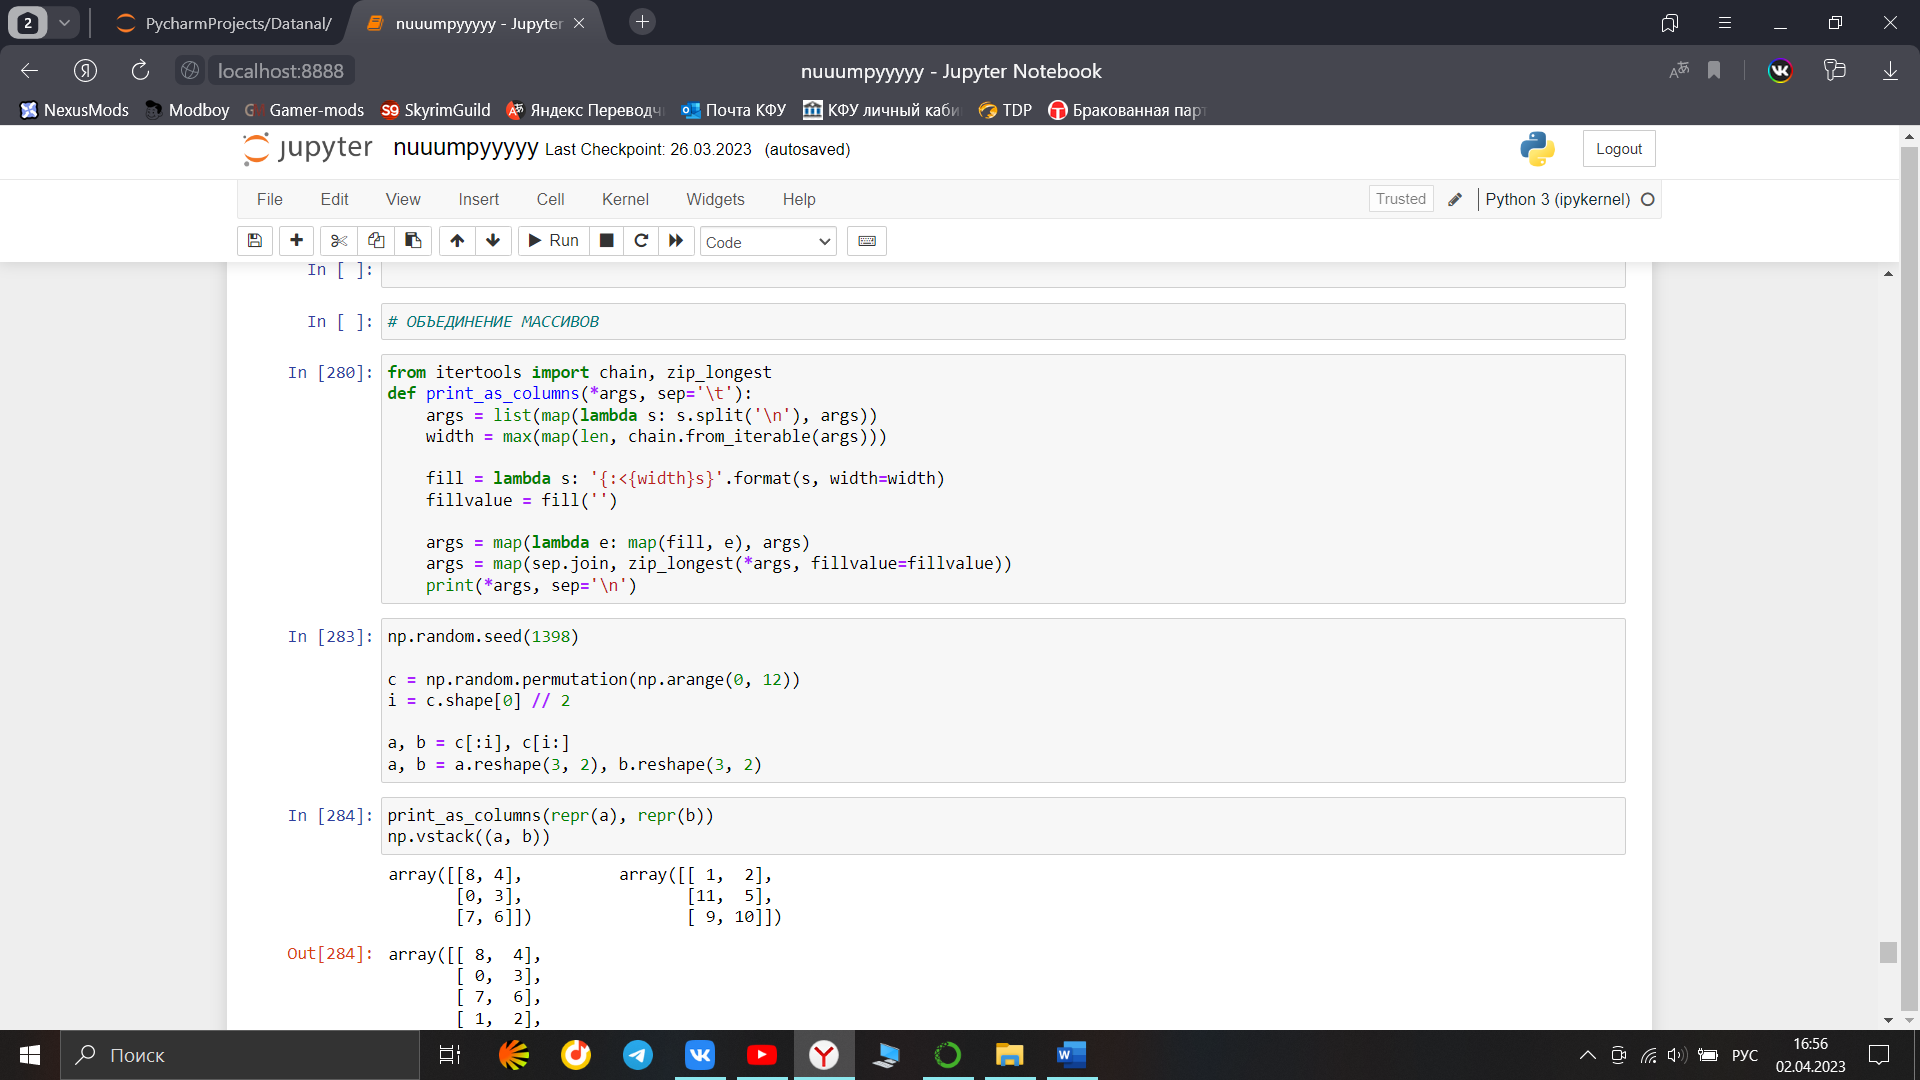 2
PycharmProjects/Datanal/
nuuumpyyyyy - Jupyter
Я
localhost:8888
nuuumpyyyyy - Jupyter Notebook
NexusMods
Modboy
Gamer-mods
S9 SkyrimGuild
Яндекс Переводч
Почта КФУ
КФУ личный каби
TDP
Бракованная пар
jupyter nuuumpyyyyy Last Checkpoint: 26.03.2023 (autosaved)
Logout
File Edit View Insert Cell Kernel Widgets Help
Trusted
Python 3 (ipykernel)
Run
Code
In [ ]:
In [ ]: # ОБЪЕДИНЕНИЕ МАССИВОВ
In [280]: from itertools import chain, zip_longest
def print_as_columns(*args, sep='\t'):
    args = list(map(lambda s: s.split('\n'), args))
    width = max(map(len, chain.from_iterable(args)))
    fill = lambda s: '{:<{width}s}'.format(s, width=width)
    fillvalue = fill('')
    args = map(lambda e: map(fill, e), args)
    args = map(sep.join, zip_longest(*args, fillvalue=fillvalue))
    print(*args, sep='\n')
In [283]: np.random.seed(1398)
c = np.random.permutation(np.arange(0, 12))
i = c.shape[0] // 2
a, b = c[:i], c[i:]
a, b = a.reshape(3, 2), b.reshape(3, 2)
In [284]: print_as_columns(repr(a), repr(b))
np.vstack((a, b))
array([[8, 4],          array([[ 1,  2],
       [0, 3],                 [11,  5],
       [7, 6]])                [ 9, 10]])
Out[284]: array([[ 8,  4],
       [ 0,  3],
       [ 7,  6],
       [ 1,  2],
Поиск
РУС
16:56
02.04.2023